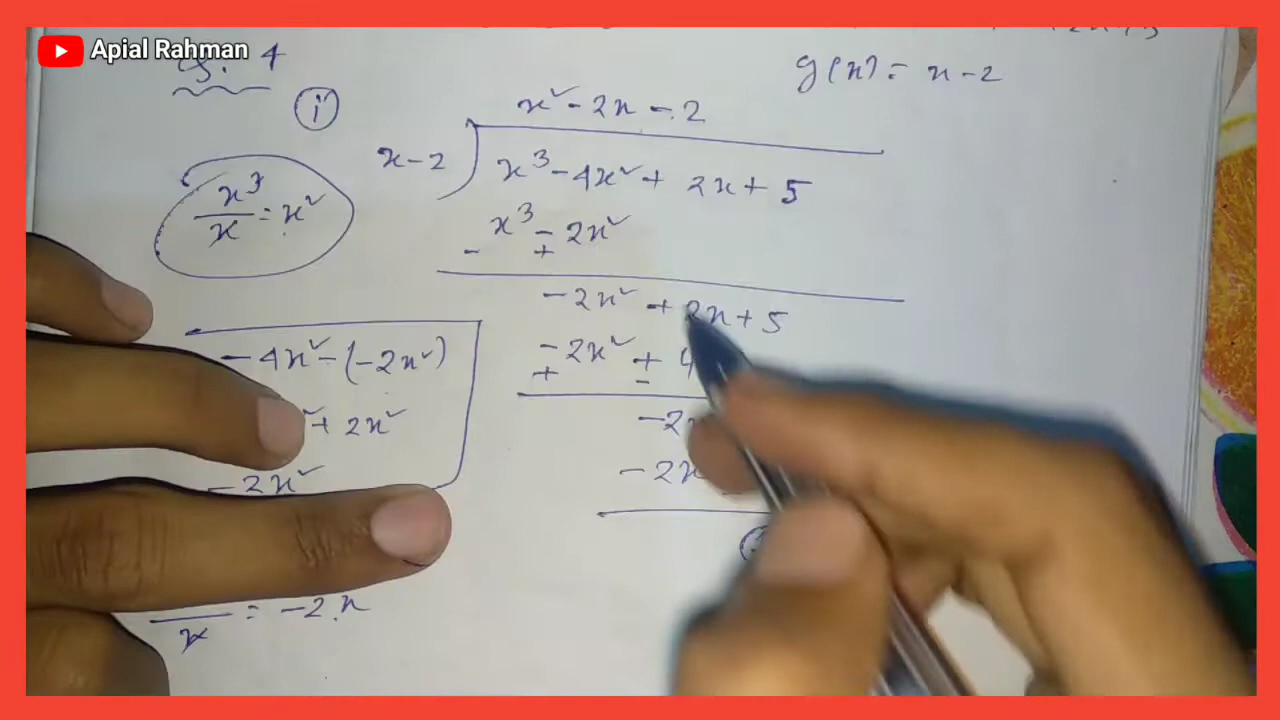 Apial Rahman
g(x) = x - 2
4
i
x² - 2x - 2
x - 2 ) x³ - 4x² + 2x + 5
x³/x = x²
x³ - 2x²
- +
-2x² + 2x + 5
-4x² - (-2x²)
-2x² + 4
+ -
+ 2x²
-2x
-2x²
-2x
x = -2x